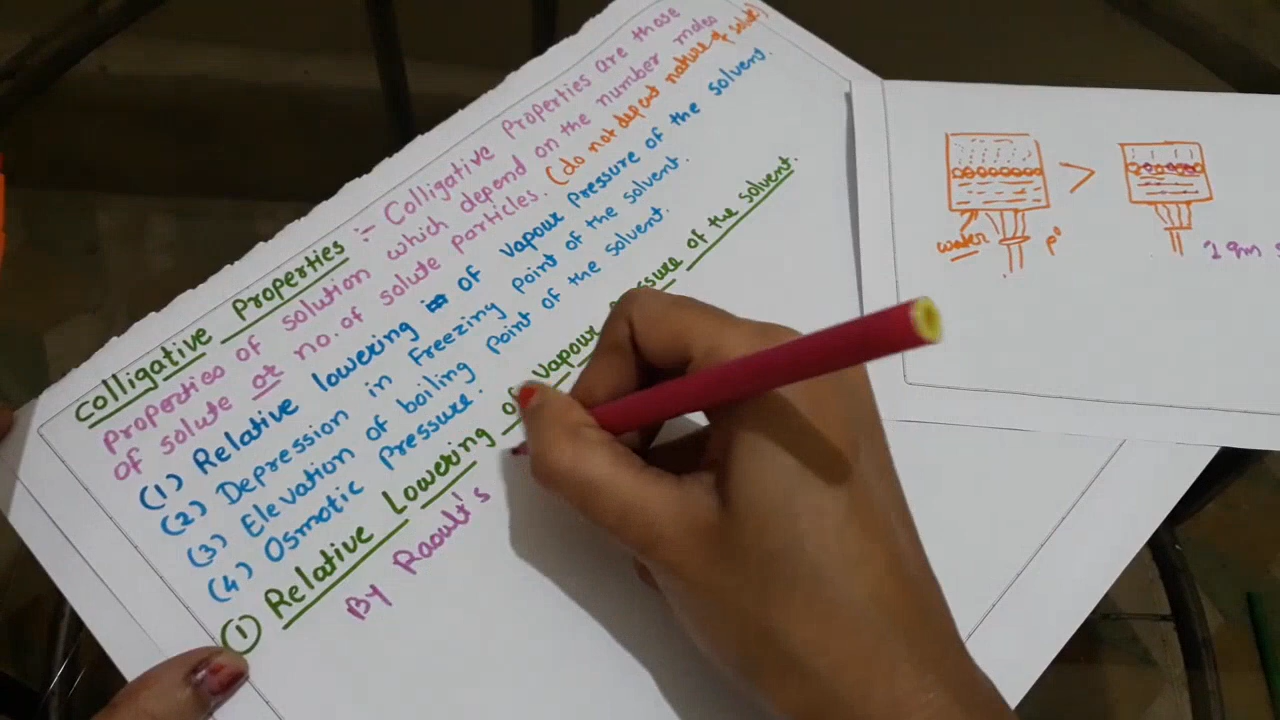 Colligative Properties :- Colligative Properties are those
properties of solution which depend on the number moles
of solute or no. of solute particles. (do not depend nature of solute)
(1) Relative lowering of vapour pressure of the solvent.
(2) Depression in Freezing point of the solvent.
(3) Elevation of boiling point of the solvent.
(4) Osmotic pressure.
① Relative Lowering of vapour pressure of the solvent.
By Raoult's
>
water
p°
1 gm